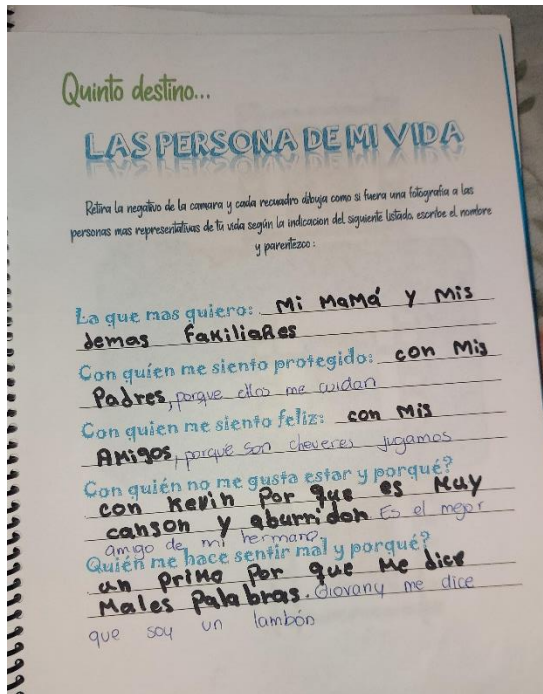 Quinto destino...
LAS PERSONA DE MI VIDA
Retira la negativo de la camara y cada recuadro dibuja como si fuera una fotografia a las
personas mas representativas de tú vida según la indicacion del siguiente listado, escribe el nombre
y parentezco:
La que mas quiero: Mi MaMá y Mis
demas faMiliaRes
Con quíen me siento protegido: con Mis
Padres, porque ellos me cuidan
Con quien me siento feliz: con Mis
AMigos, porque son cheveres jugamos
Con quién no me gusta estar y porqué?
con Kevin Por que es Muy
canson y aburridon Es el mejor
amigo de mi hermano.
Quién me hace sentir mal y porqué?
un priMo Por que Me dice
Males Palabras. Giovany me dice
que soy un lambón